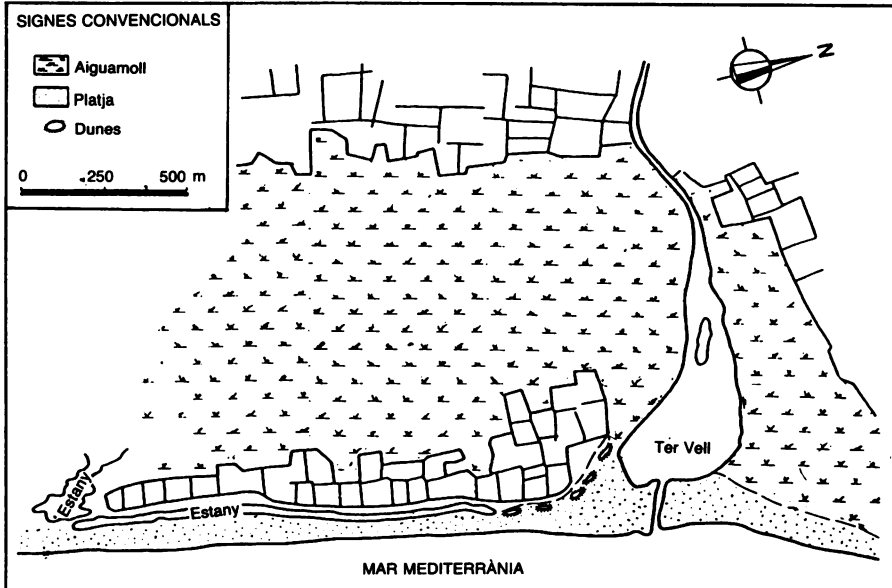 SIGNES CONVENCIONALS
Aiguamoll
Platja
Dunes
0 250 500 m
N
Ter Vell
Estany
Estany
MAR MEDITERRÀNIA